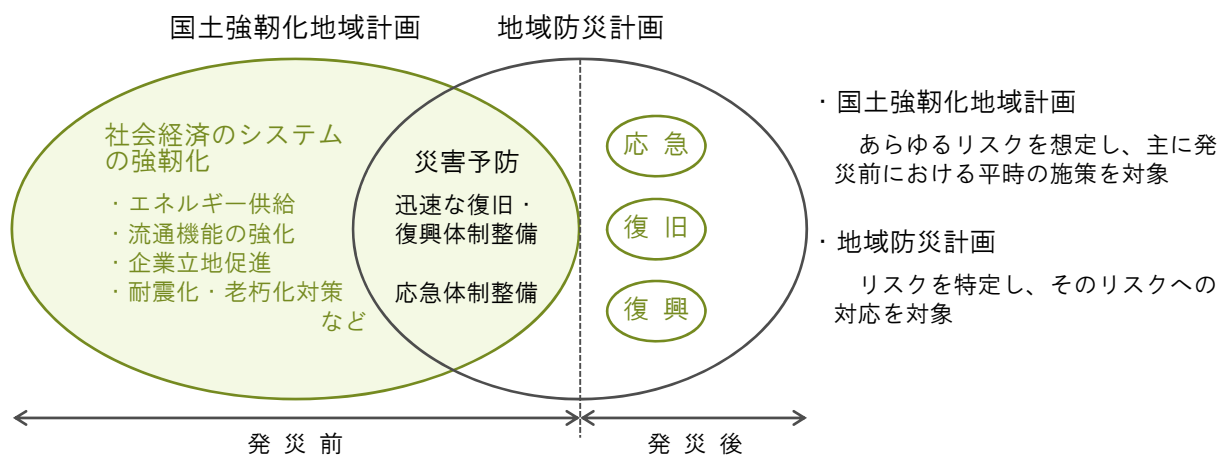 国土強靭化地域計画
地域防災計画
社会経済のシステム
の強靭化
・エネルギー供給
・流通機能の強化
・企業立地促進
・耐震化・老朽化対策
など
災害予防
迅速な復旧・
復興体制整備
応急体制整備
応 急
復 旧
復 興
・国土強靭化地域計画
あらゆるリスクを想定し、主に発
災前における平時の施策を対象
・地域防災計画
リスクを特定し、そのリスクへの
対応を対象
発 災 前
発 災 後